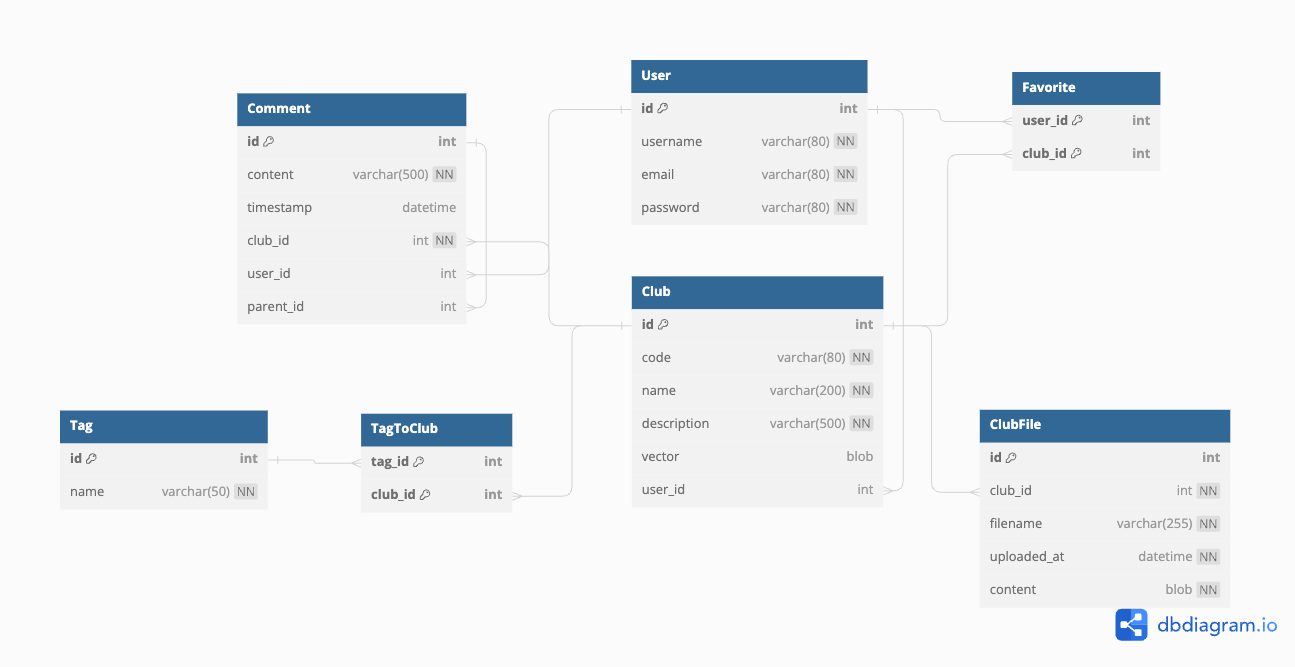 Comment
id int
content varchar(500) NN
timestamp datetime
club_id int NN
user_id int
parent_id int
User
id int
username varchar(80) NN
email varchar(80) NN
password varchar(80) NN
Favorite
user_id int
club_id int
Club
id int
code varchar(80) NN
name varchar(200) NN
description varchar(500) NN
vector blob
user_id int
Tag
id int
name varchar(50) NN
TagToClub
tag_id int
club_id int
ClubFile
id int
club_id int NN
filename varchar(255) NN
uploaded_at datetime NN
content blob NN
dbdiagram.io